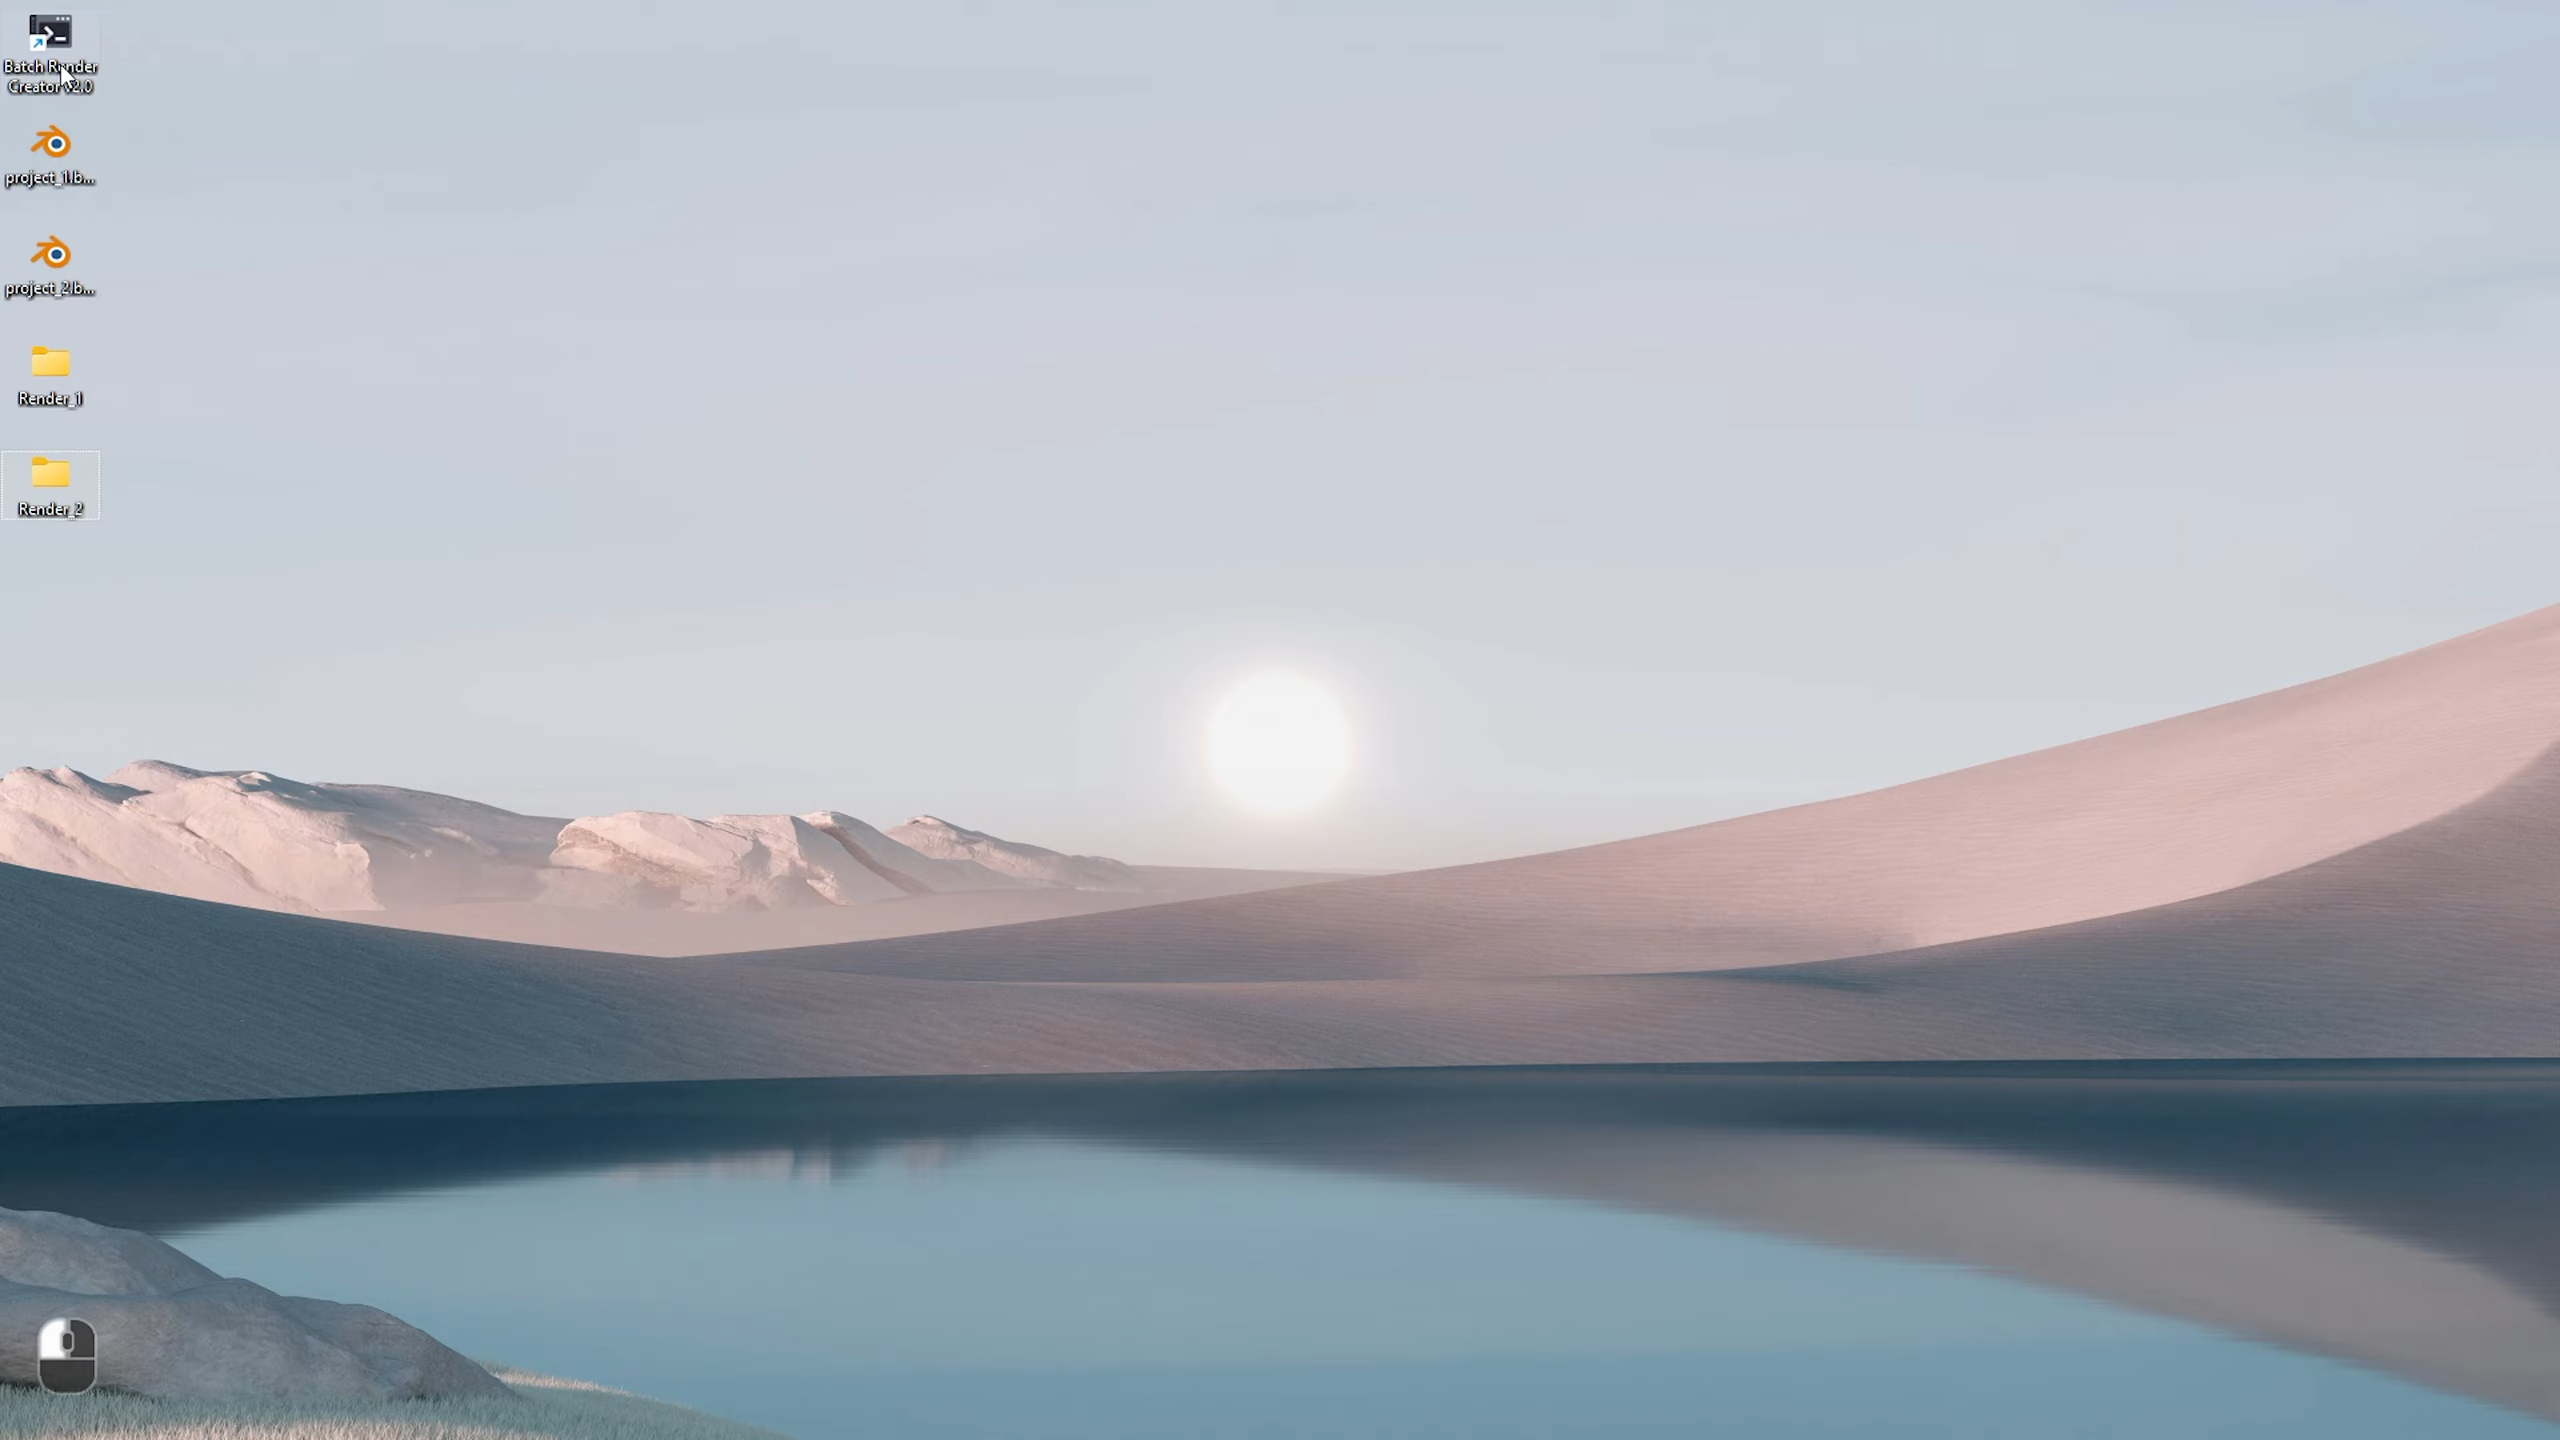 Batch Render
Creator v2.0
project_1.b...
project_2.b...
Render_1
Render_2